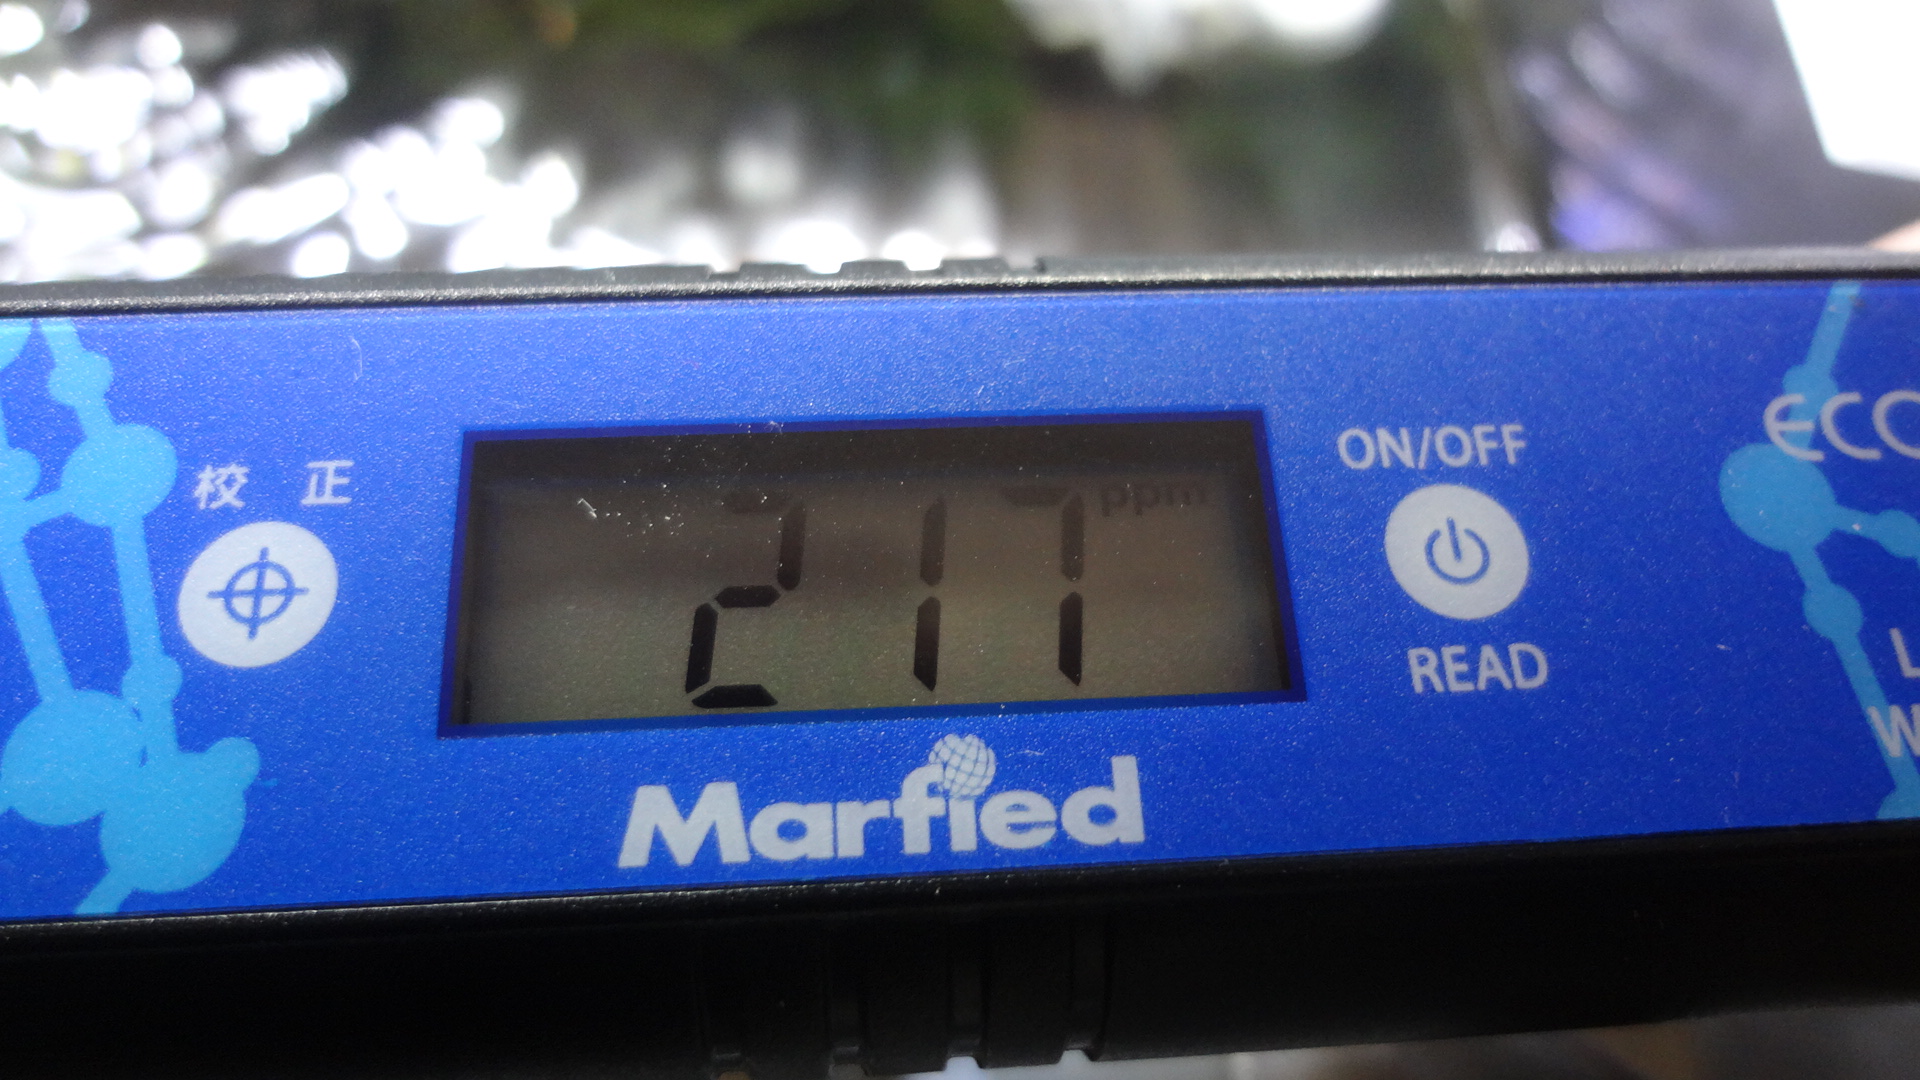 校 正
217 ppm
ON/OFF
READ
Marfied
ECO
L
W